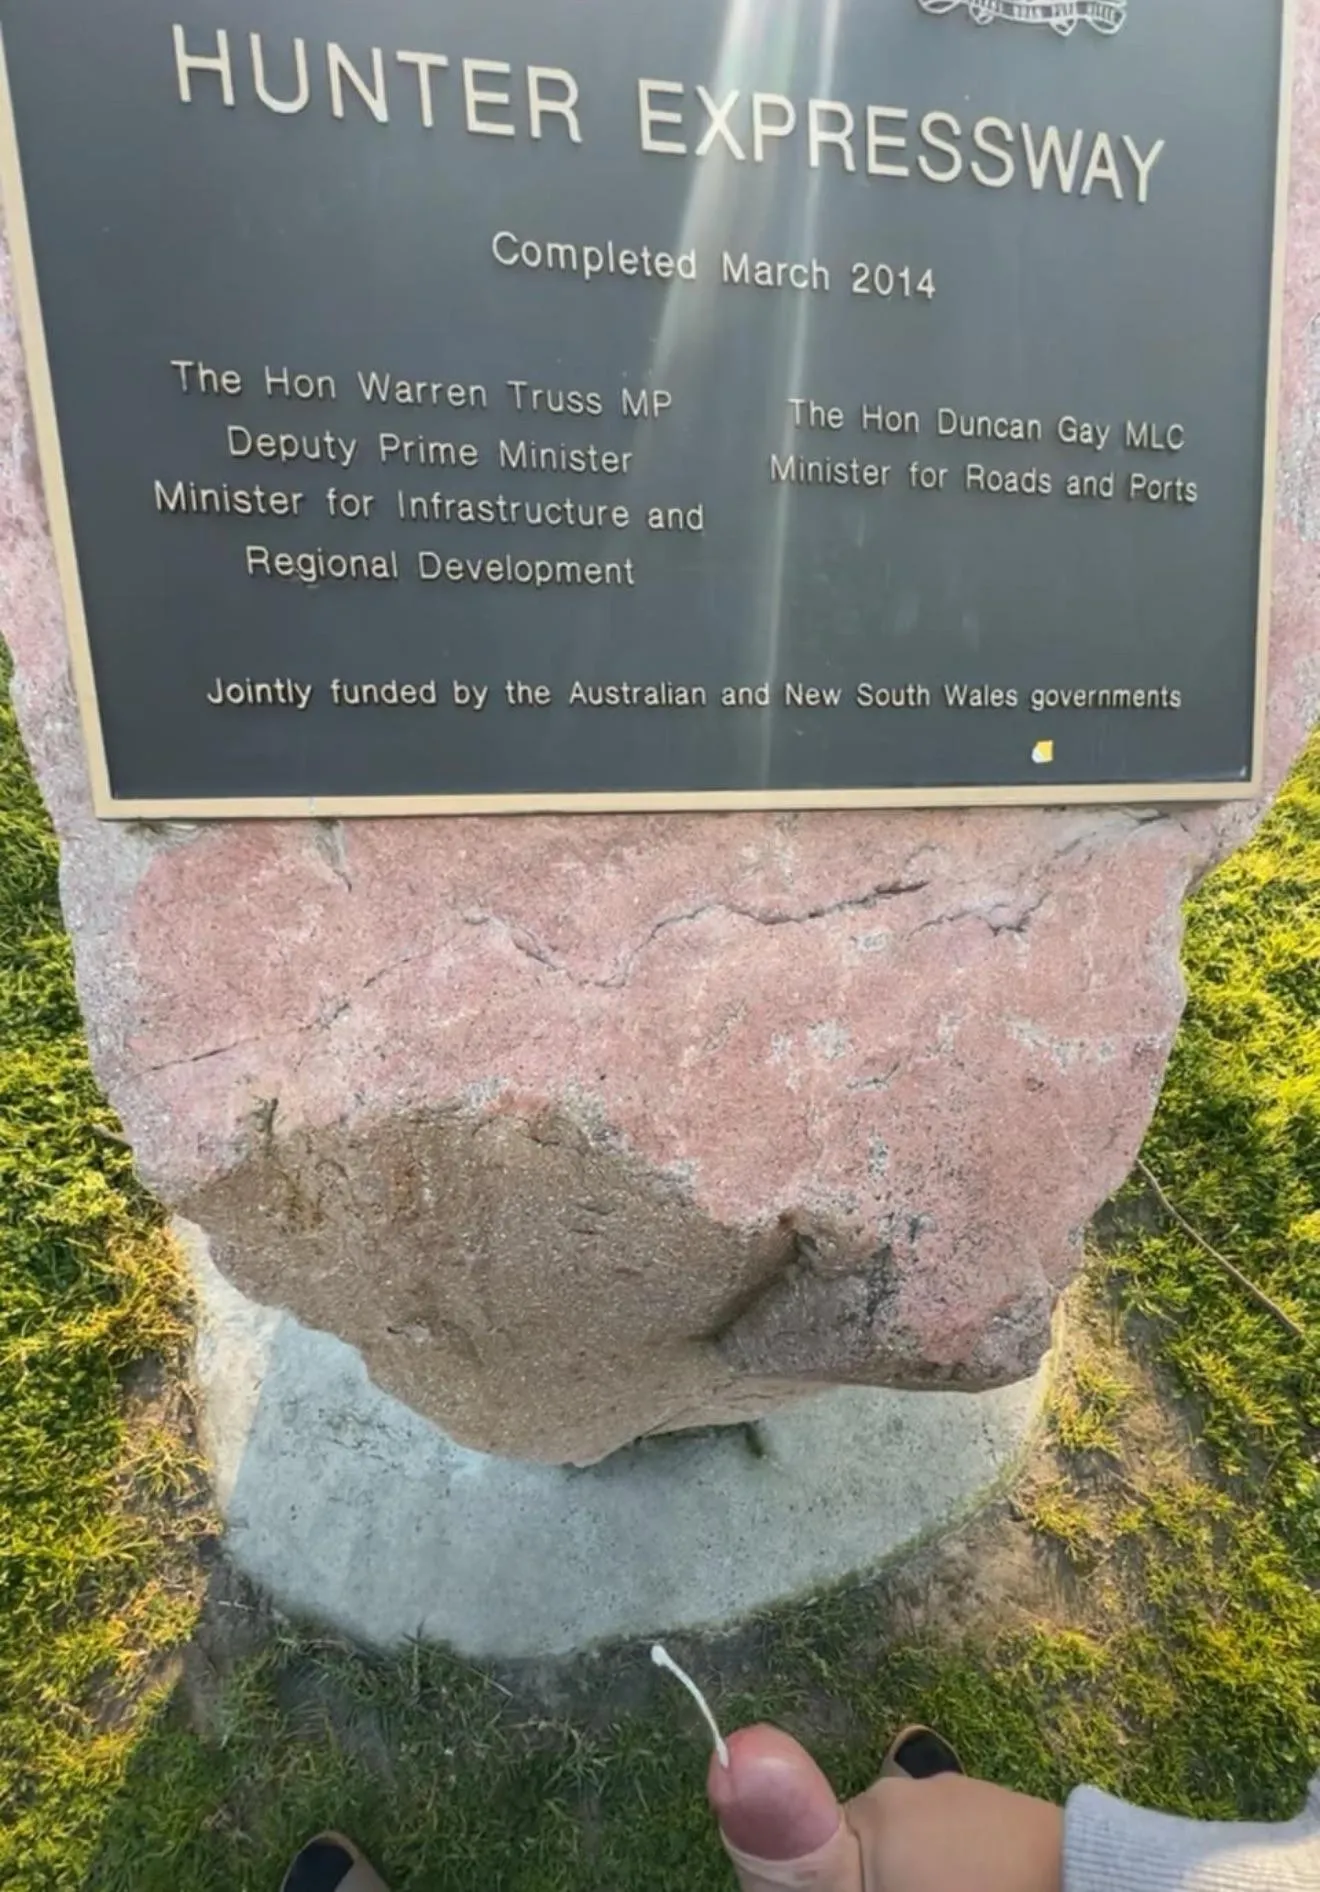 HUNTER EXPRESSWAY
Completed March 2014
The Hon Warren Truss MP
Deputy Prime Minister
Minister for Infrastructure and
Regional Development
The Hon Duncan Gay MLC
Minister for Roads and Ports
Jointly funded by the Australian and New South Wales governments